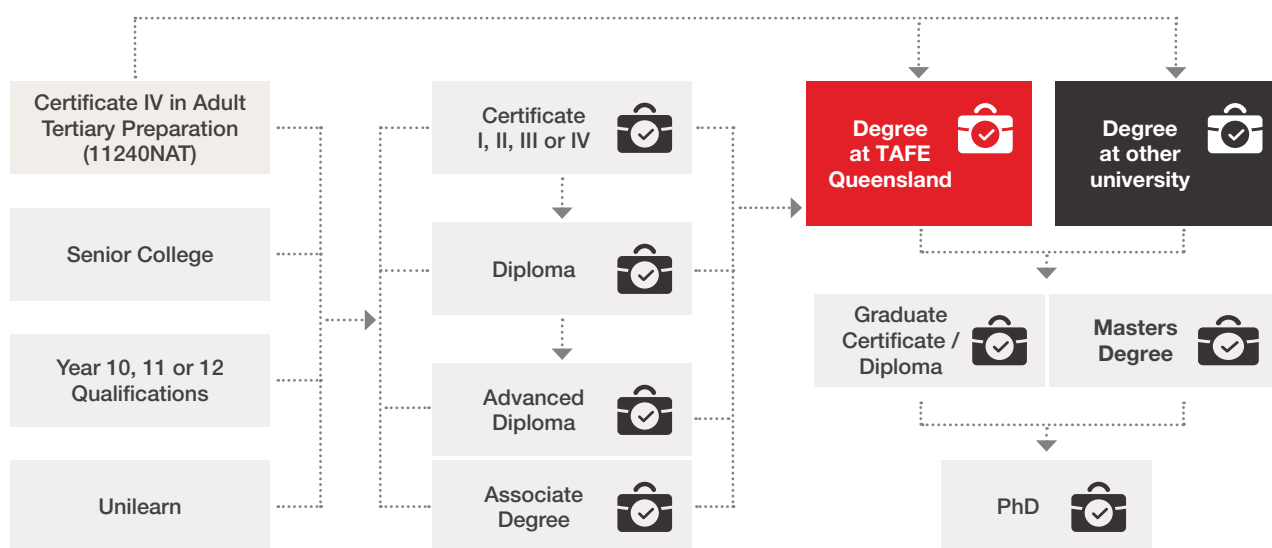 Certificate IV in Adult
Tertiary Preparation
(11240NAT)
Senior College
Year 10, 11 or 12
Qualifications
Unilearn
Certificate
I, II, III or IV
Diploma
Advanced
Diploma
Associate
Degree
Degree
at TAFE
Queensland
Degree
at other
university
Graduate
Certificate /
Diploma
Masters
Degree
PhD